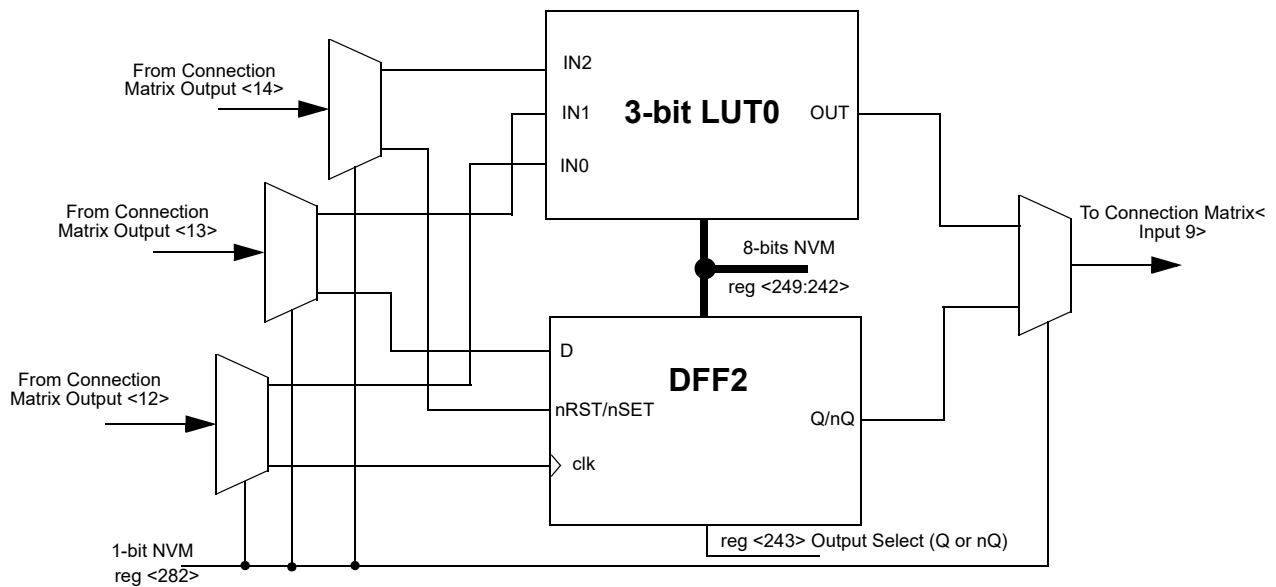 From Connection
Matrix Output <14>
IN2
IN1
3-bit LUT0
OUT
IN0
From Connection
Matrix Output <13>
To Connection Matrix<
Input 9>
8-bits NVM
reg <249:242>
D
DFF2
From Connection
Matrix Output <12>
nRST/nSET
Q/nQ
clk
reg <243> Output Select (Q or nQ)
1-bit NVM
reg <282>